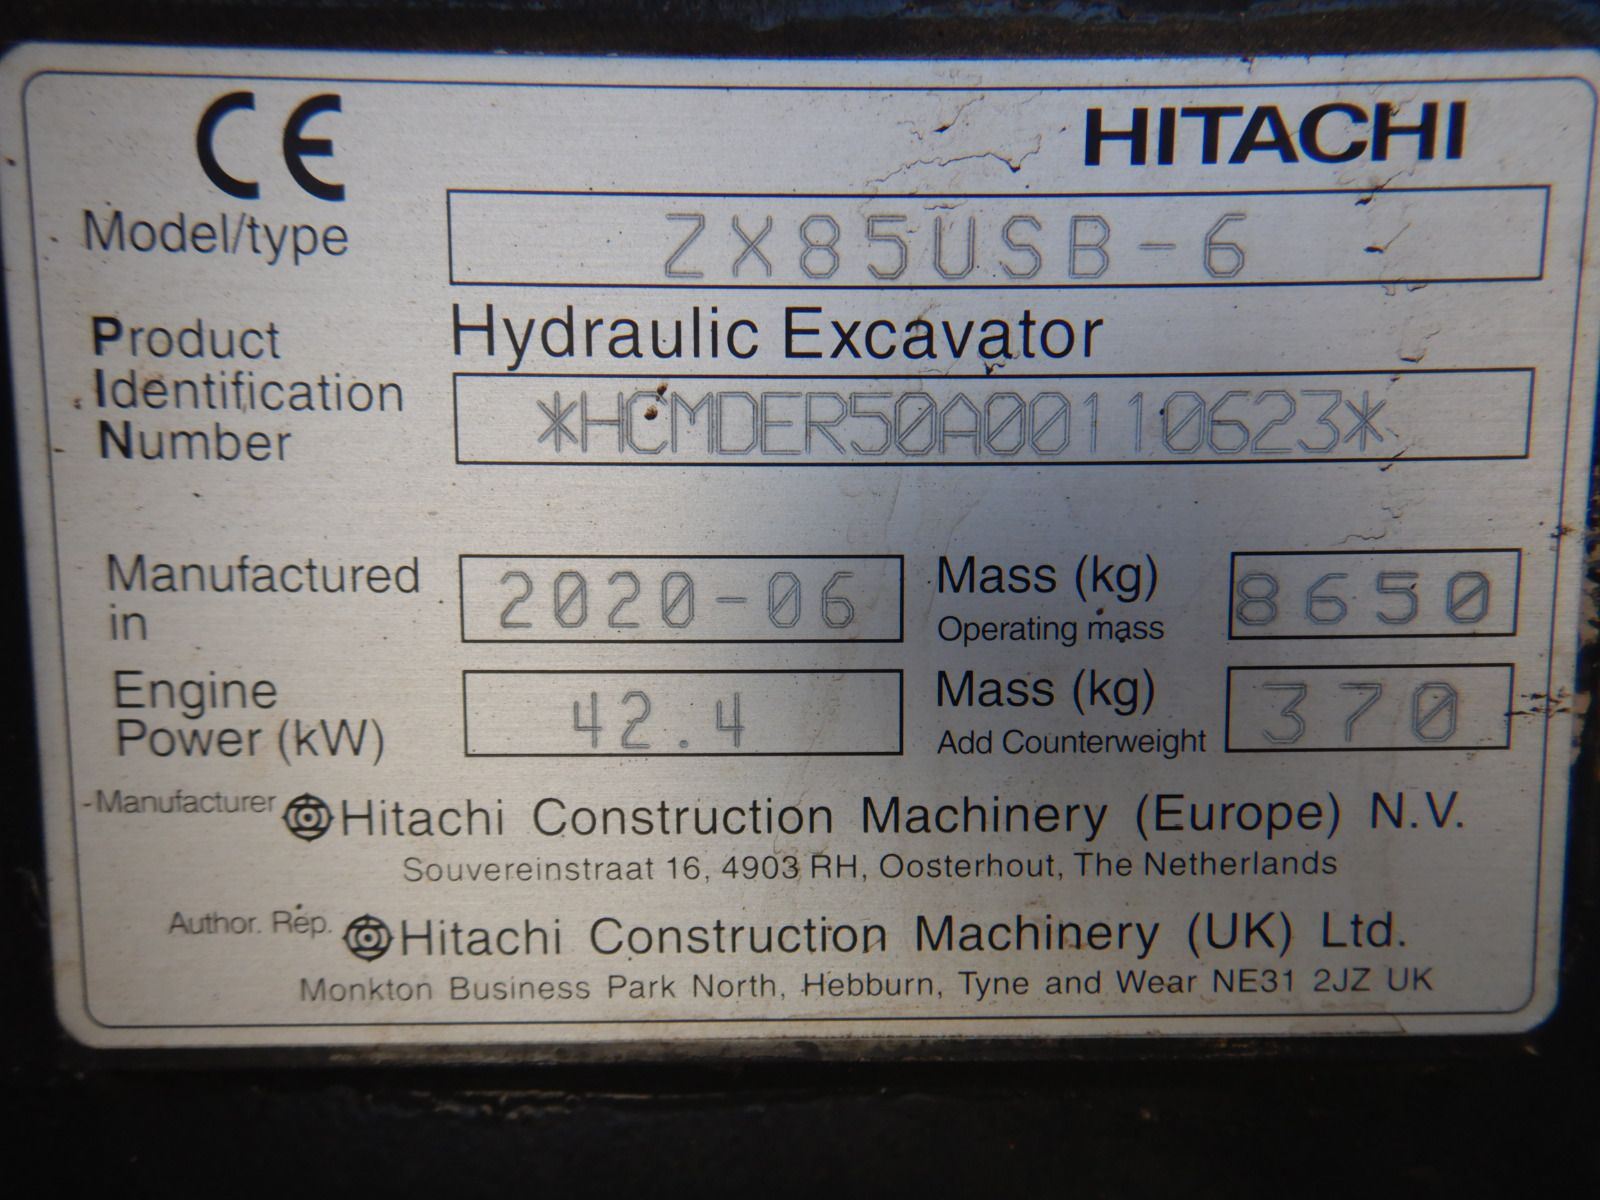 CE HITACHI
Model/type ZX85USB-6
Hydraulic Excavator
Product
Identification
Number *HCMDER50A00110623*
Manufactured
in 2020-06 Mass (kg)
Operating mass 8650
Engine
Power (kW) 42.4 Mass (kg)
Add Counterweight 370
Manufacturer Hitachi Construction Machinery (Europe) N.V.
Souvereinstraat 16, 4903 RH, Oosterhout, The Netherlands
Author. Rep. Hitachi Construction Machinery (UK) Ltd.
Monkton Business Park North, Hebburn, Tyne and Wear NE31 2JZ UK